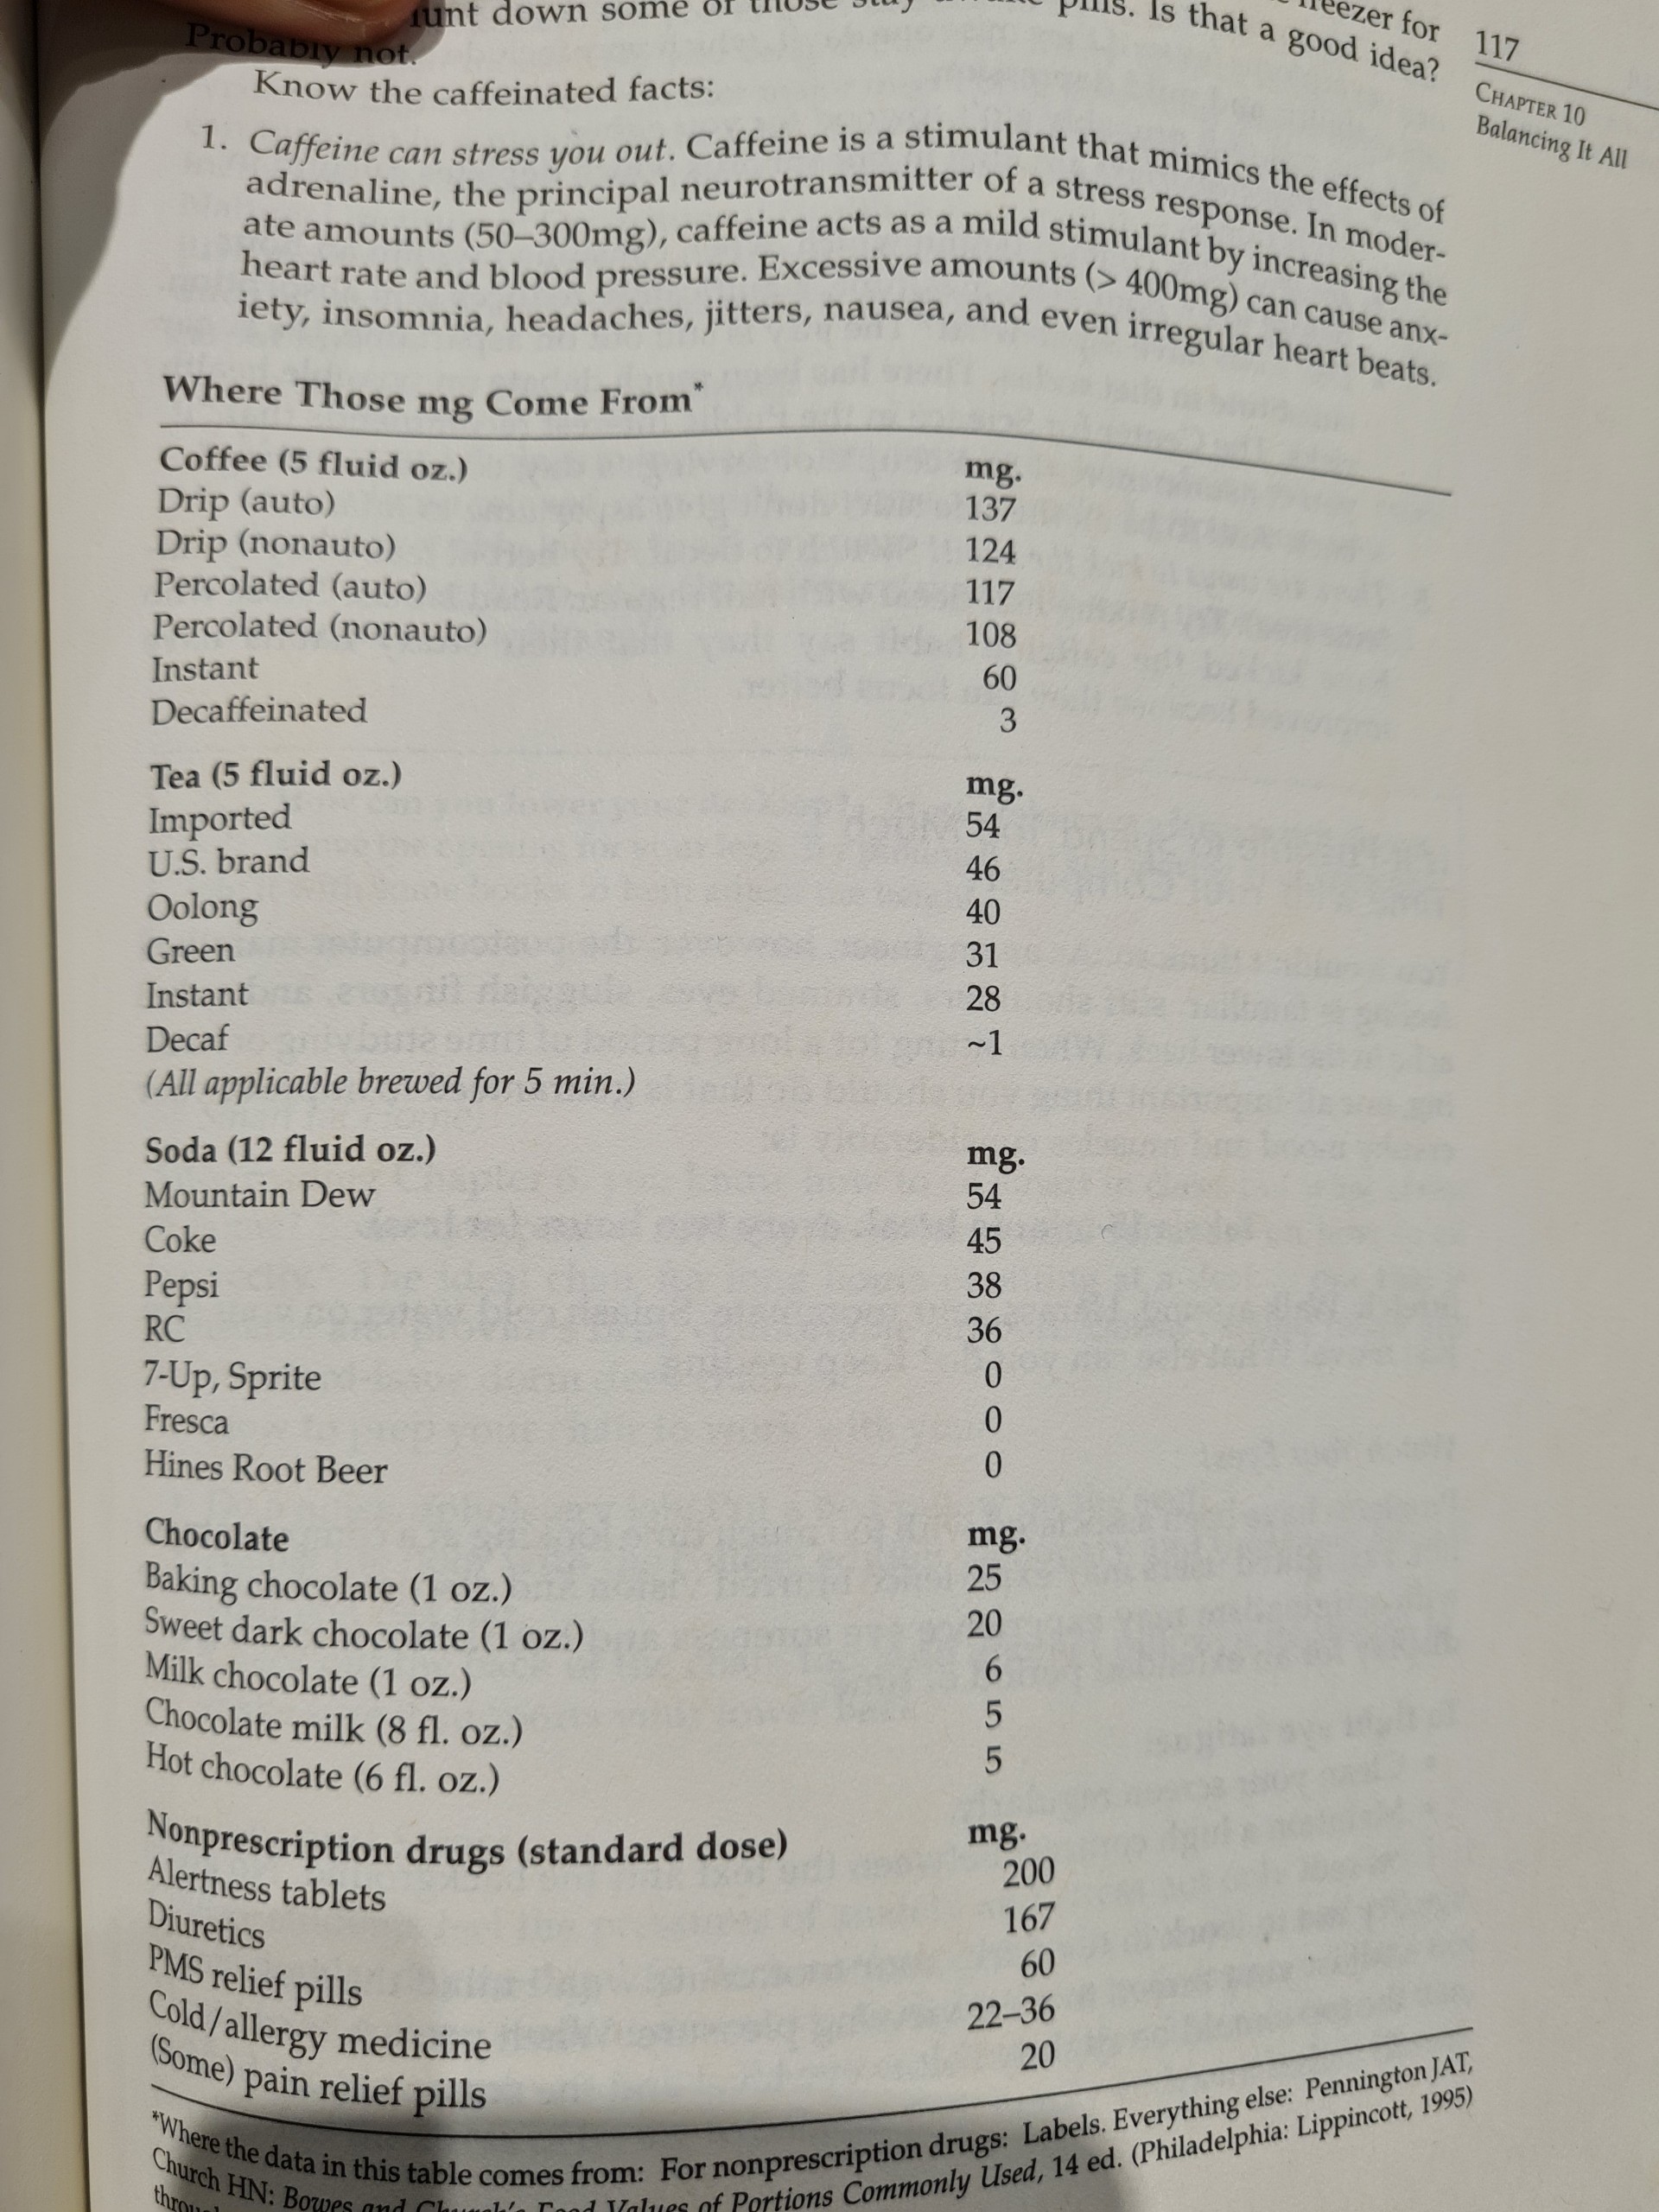 down some of those stay pills. Is that a good idea?
freezer for
Probably not.
117
CHAPTER 10
Balancing It All
Know the caffeinated facts:
1. Caffeine can stress you out. Caffeine is a stimulant that mimics the effects of
adrenaline, the principal neurotransmitter of a stress response. In moder-
ate amounts (50–300mg), caffeine acts as a mild stimulant by increasing the
heart rate and blood pressure. Excessive amounts (> 400mg) can cause anx-
iety, insomnia, headaches, jitters, nausea, and even irregular heart beats.
Where Those mg Come From*
Coffee (5 fluid oz.) mg.
Drip (auto) 137
Drip (nonauto) 124
Percolated (auto) 117
Percolated (nonauto) 108
Instant 60
Decaffeinated 3
Tea (5 fluid oz.) mg.
Imported 54
U.S. brand 46
Oolong 40
Green 31
Instant 28
Decaf ~1
(All applicable brewed for 5 min.)
Soda (12 fluid oz.) mg.
Mountain Dew 54
Coke 45
Pepsi 38
RC 36
7-Up, Sprite 0
Fresca 0
Hines Root Beer 0
Chocolate mg.
Baking chocolate (1 oz.) 25
Sweet dark chocolate (1 oz.) 20
Milk chocolate (1 oz.) 6
Chocolate milk (8 fl. oz.) 5
Hot chocolate (6 fl. oz.) 5
Nonprescription drugs (standard dose) mg.
Alertness tablets 200
Diuretics 167
PMS relief pills 60
Cold/allergy medicine 22–36
(Some) pain relief pills 20
*Where the data in this table comes from: For nonprescription drugs: Labels. Everything else: Pennington JAT,
Church HN: Bowes and Church's Food Values of Portions Commonly Used, 14 ed. (Philadelphia: Lippincott, 1995)